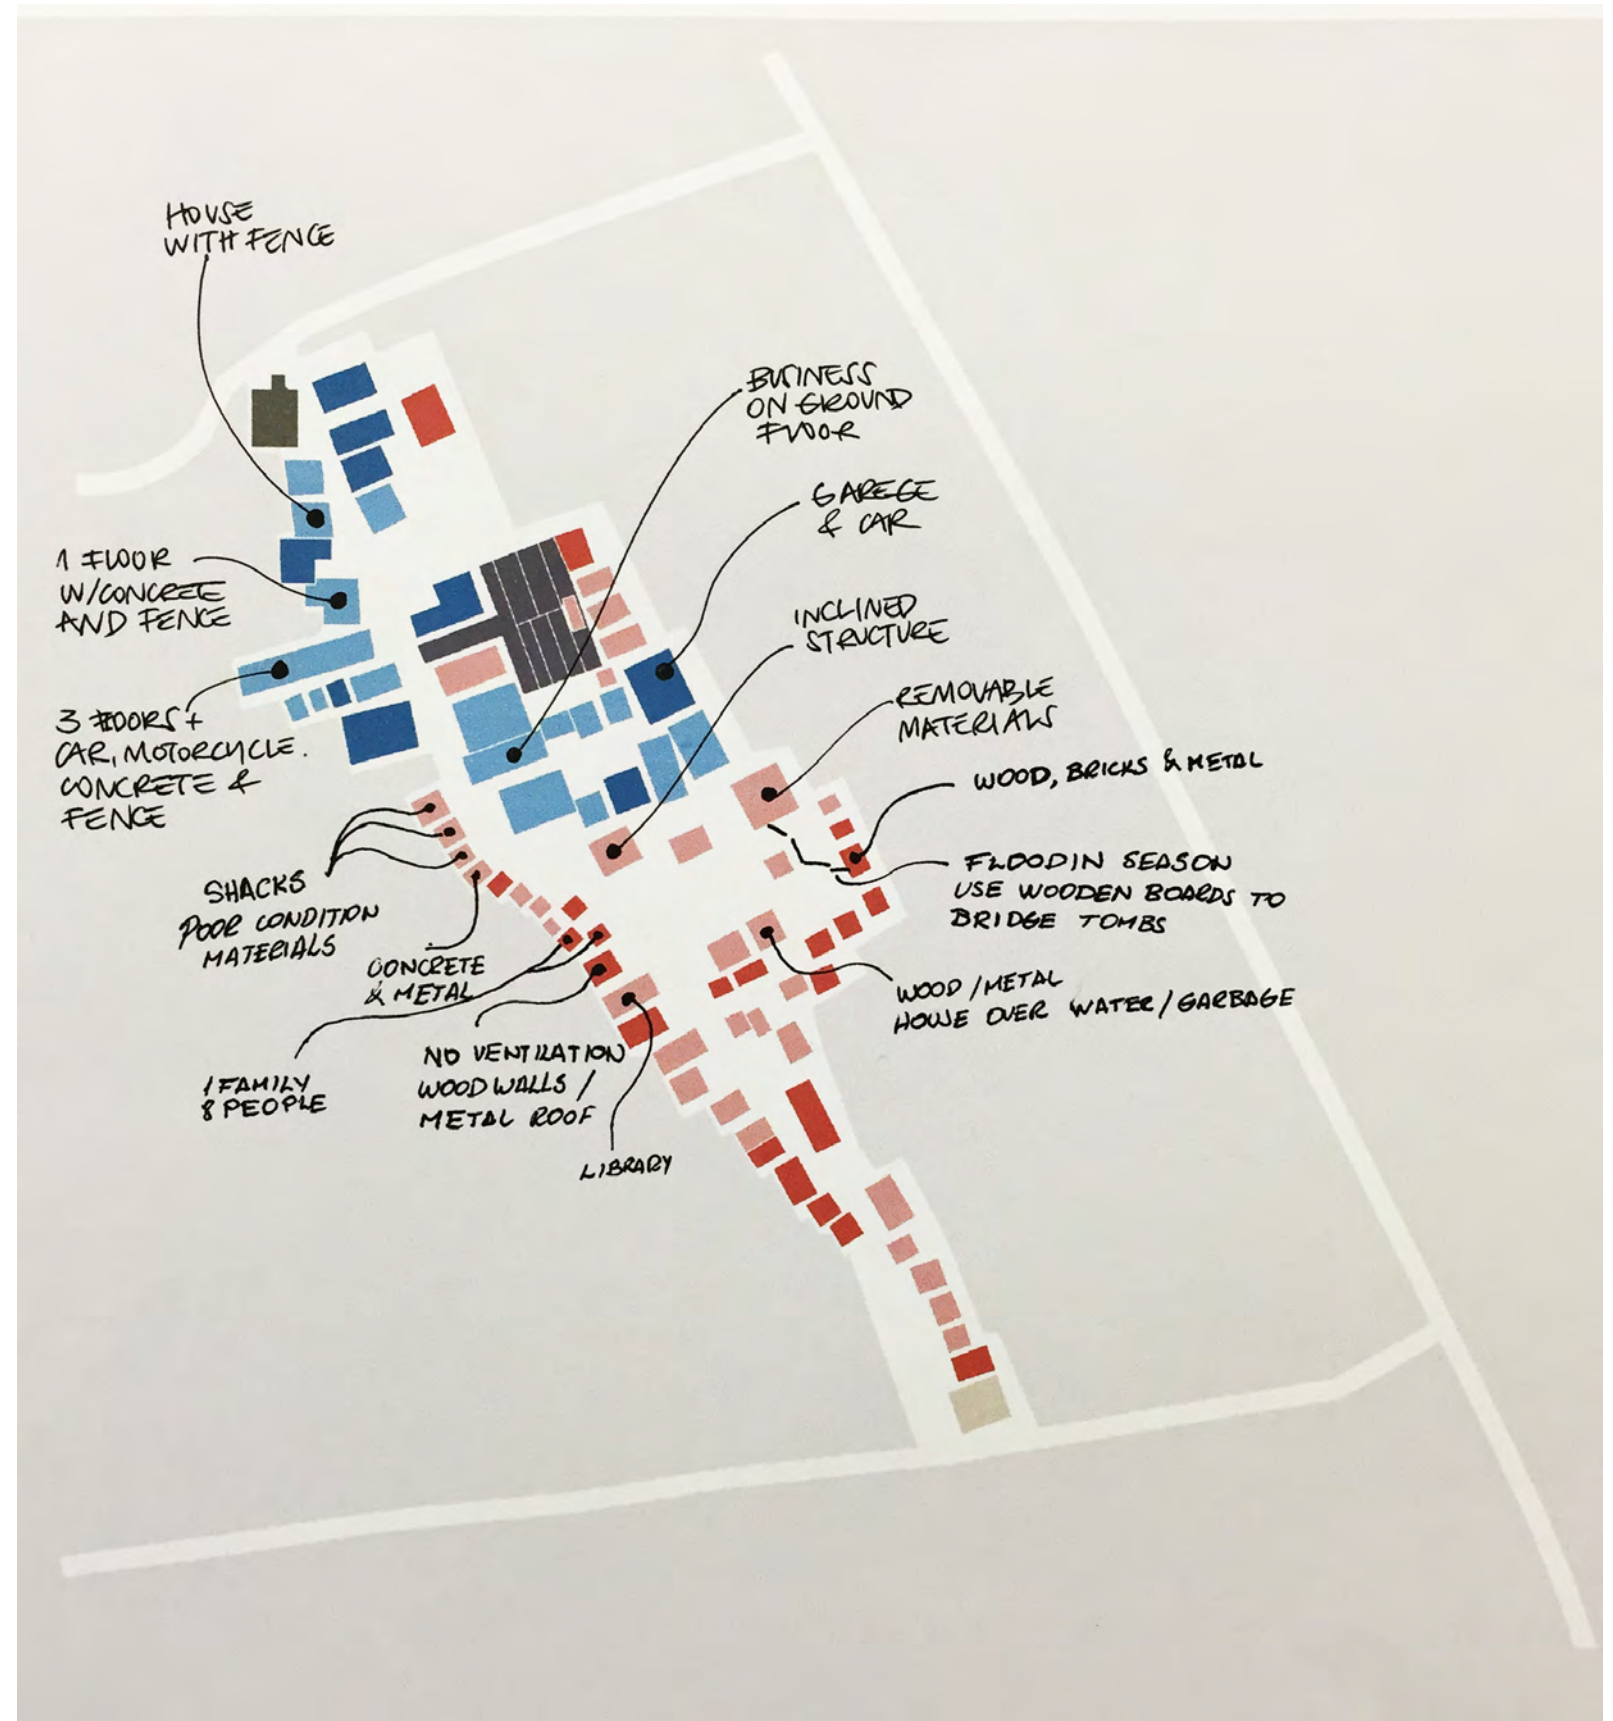 HOUSE
WITH FENCE
BUSINESS
ON GROUND
FLOOR
GAREGE
& CAR
1 FLOOR
W/CONCRETE
AND FENCE
INCLINED
STRUCTURE
REMOVABLE
MATERIALS
3 FLOORS +
CAR, MOTORCYCLE.
CONCRETE &
FENCE
WOOD, BRICKS & METAL
FLOODIN SEASON
USE WOODEN BOARDS TO
BRIDGE TOMBS
SHACKS
POOR CONDITION
MATERIALS
CONCRETE
& METAL
WOOD/METAL
HOUSE OVER WATER/GARBAGE
1 FAMILY
8 PEOPLE
NO VENTILATION
WOOD WALLS /
METAL ROOF
LIBRARY